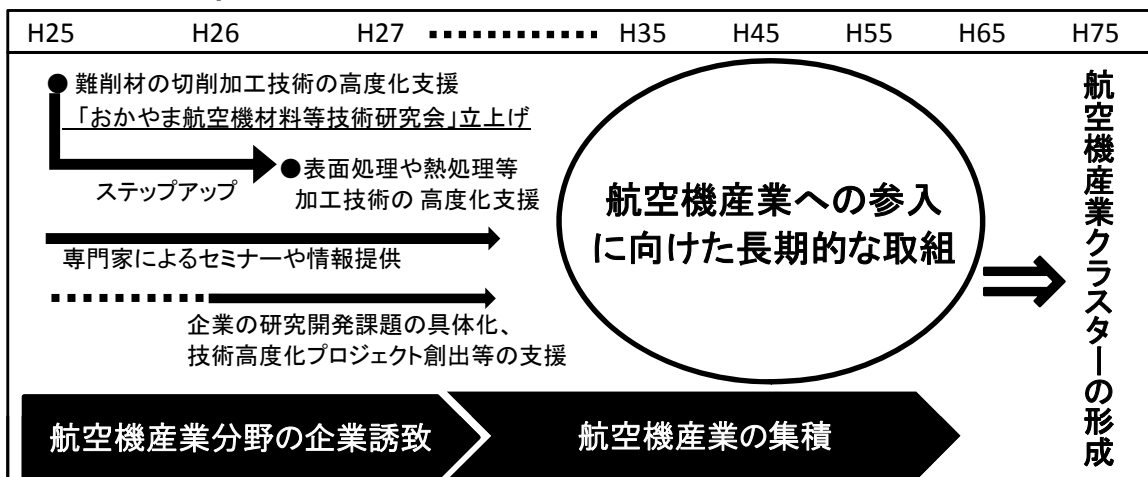 H25 H26 H27 H35 H45 H55 H65 H75
●難削材の切削加工技術の高度化支援
「おかやま航空機材料等技術研究会」立上げ
ステップアップ
●表面処理や熱処理等
加工技術の 高度化支援
専門家によるセミナーや情報提供
企業の研究開発課題の具体化、
技術高度化プロジェクト創出等の支援
航空機産業への参入
に向けた長期的な取組
航空機産業クラスターの形成
航空機産業分野の企業誘致
航空機産業の集積